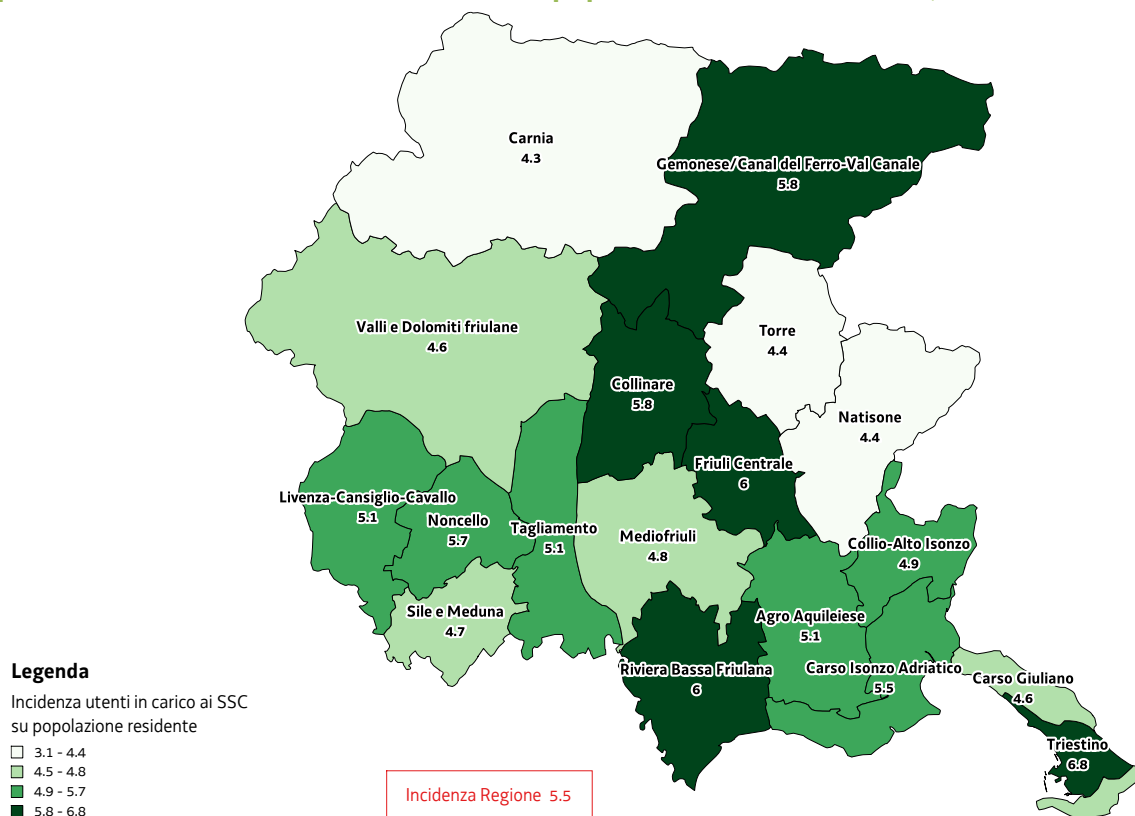 Carnia
4.3
Gemonese/Canal del Ferro-Val Canale
5.8
Valli e Dolomiti friulane
4.6
Torre
4.4
Collinare
5.8
Natisone
4.4
Friuli Centrale
6
Livenza-Cansiglio-Cavallo
5.1
Noncello
5.7
Tagliamento
5.1
Mediofriuli
4.8
Collio-Alto Isonzo
4.9
Sile e Meduna
4.7
Agro Aquileiese
5.1
Riviera Bassa Friulana
6
Carso Isonzo Adriatico
5.5
Carso Giuliano
4.6
Triestino
6.8
Legenda
Incidenza utenti in carico ai SSC
su popolazione residente
3.1 - 4.4
4.5 - 4.8
4.9 - 5.7
5.8 - 6.8
Incidenza Regione 5.5